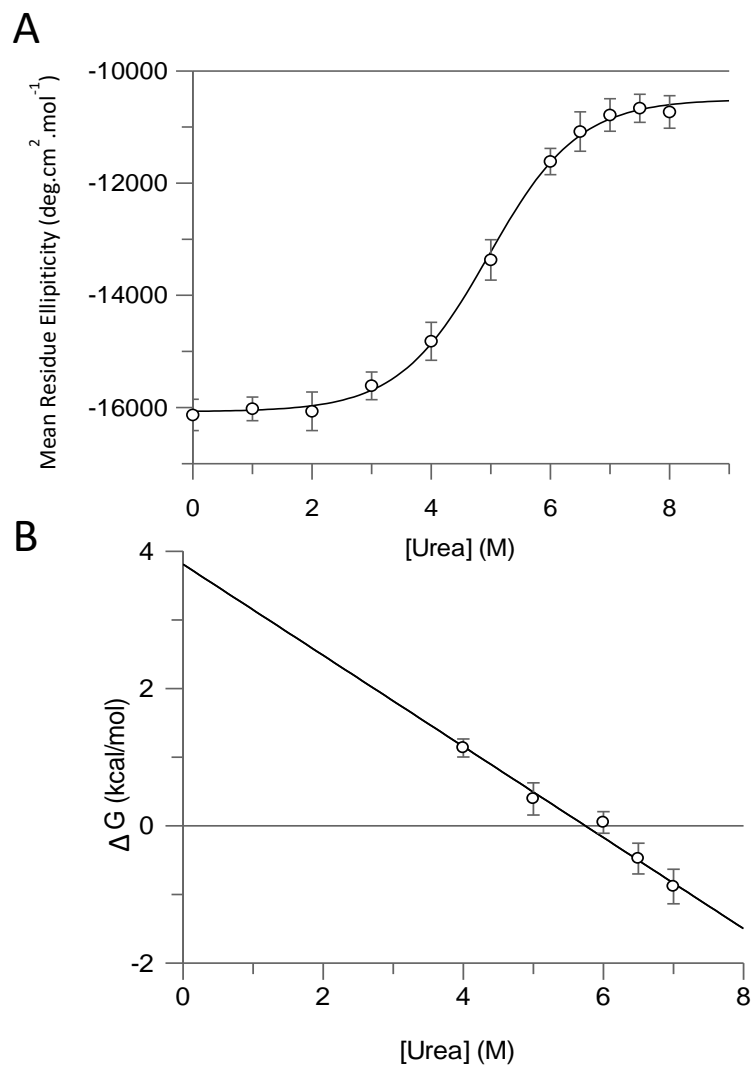 A
Mean Residue Ellipiticity (deg.cm².mol⁻¹)
-10000
-12000
-14000
-16000
0 2 4 6 8
[Urea] (M)
B
Δ G (kcal/mol)
4
2
0
-2
0 2 4 6 8
[Urea] (M)